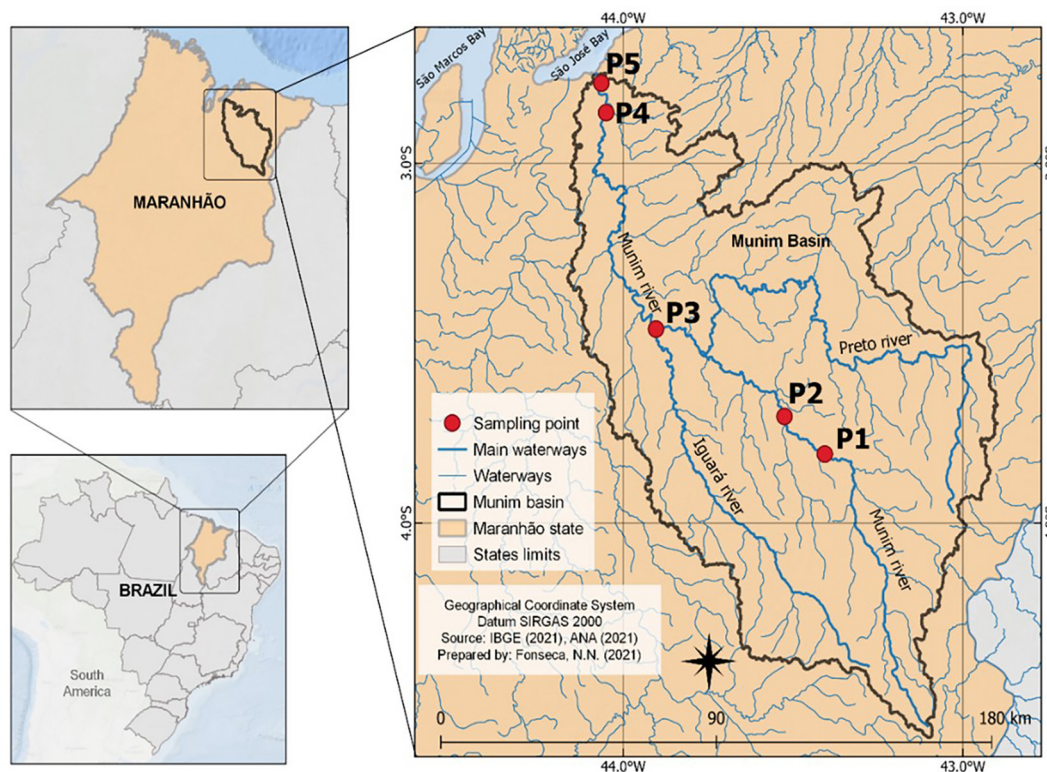 MARANHÃO
BRAZIL
South
America
44.0°W
43.0°W
São Marcos Bay
São José Bay
P5
P4
3.0°S
Munim Basin
Munim river
P3
Preto river
P2
P1
Iguará river
Munim river
4.0°S
4.0°S
Sampling point
Main waterways
Waterways
Munim basin
Maranhão state
States limits
Geographical Coordinate System
Datum SIRGAS 2000
Source: IBGE (2021), ANA (2021)
Prepared by: Fonseca, N.N. (2021)
0
90
180 km
44.0°W
43.0°W